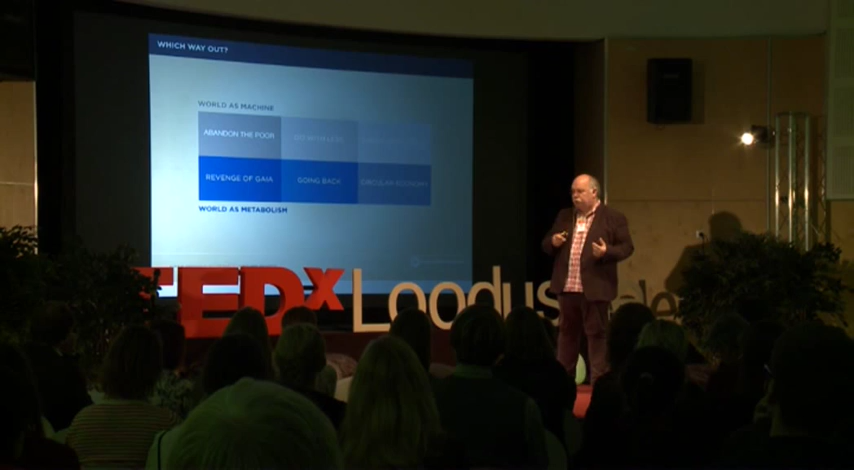 WHICH WAY OUT?
WORLD AS MACHINE
ABANDON THE POOR
REVENGE OF GAIA GOING BACK CIRCULAR ECONOMY
WORLD AS METABOLISM
TEDx Loodus